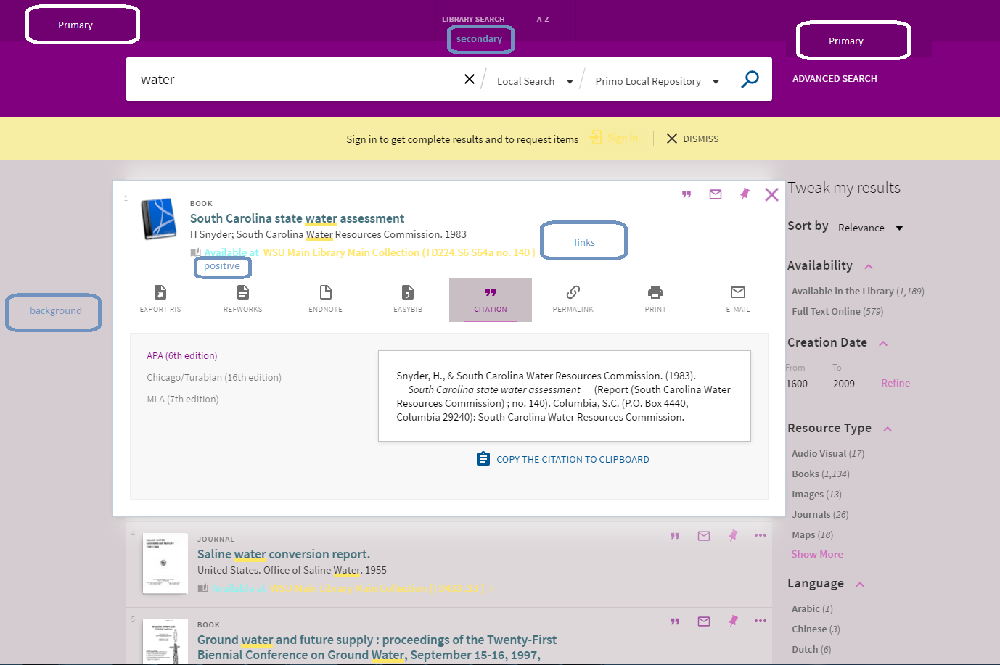 Primary
LIBRARY SEARCH
A-Z
secondary
Primary
water
Local Search
Primo Local Repository
ADVANCED SEARCH
Sign in to get complete results and to request items
Sign in
DISMISS
1
BOOK
South Carolina state water assessment
H Snyder; South Carolina Water Resources Commission. 1983
Available at WSU Main Library Main Collection (TD224.S6 S64a no. 140 )
links
positive
background
EXPORT RIS
REFWORKS
ENDNOTE
EASYBIB
CITATION
PERMALINK
PRINT
E-MAIL
APA (6th edition)
Chicago/Turabian (16th edition)
MLA (7th edition)
Snyder, H., & South Carolina Water Resources Commission. (1983).
South Carolina state water assessment (Report (South Carolina Water
Resources Commission) ; no. 140). Columbia, S.C. (P.O. Box 4440,
Columbia 29240): South Carolina Water Resources Commission.
COPY THE CITATION TO CLIPBOARD
4
JOURNAL
Saline water conversion report.
United States. Office of Saline Water. 1955
Available at WSU Main Library Main Collection (TD433 .S3 )
5
BOOK
Ground water and future supply : proceedings of the Twenty-First
Biennial Conference on Ground Water, September 15-16, 1997,
Tweak my results
Sort by Relevance
Availability
Available in the Library (1,189)
Full Text Online (579)
Creation Date
From
To
1600
2009
Refine
Resource Type
Audio Visual (17)
Books (1,134)
Images (13)
Journals (26)
Maps (18)
Show More
Language
Arabic (1)
Chinese (3)
Dutch (6)